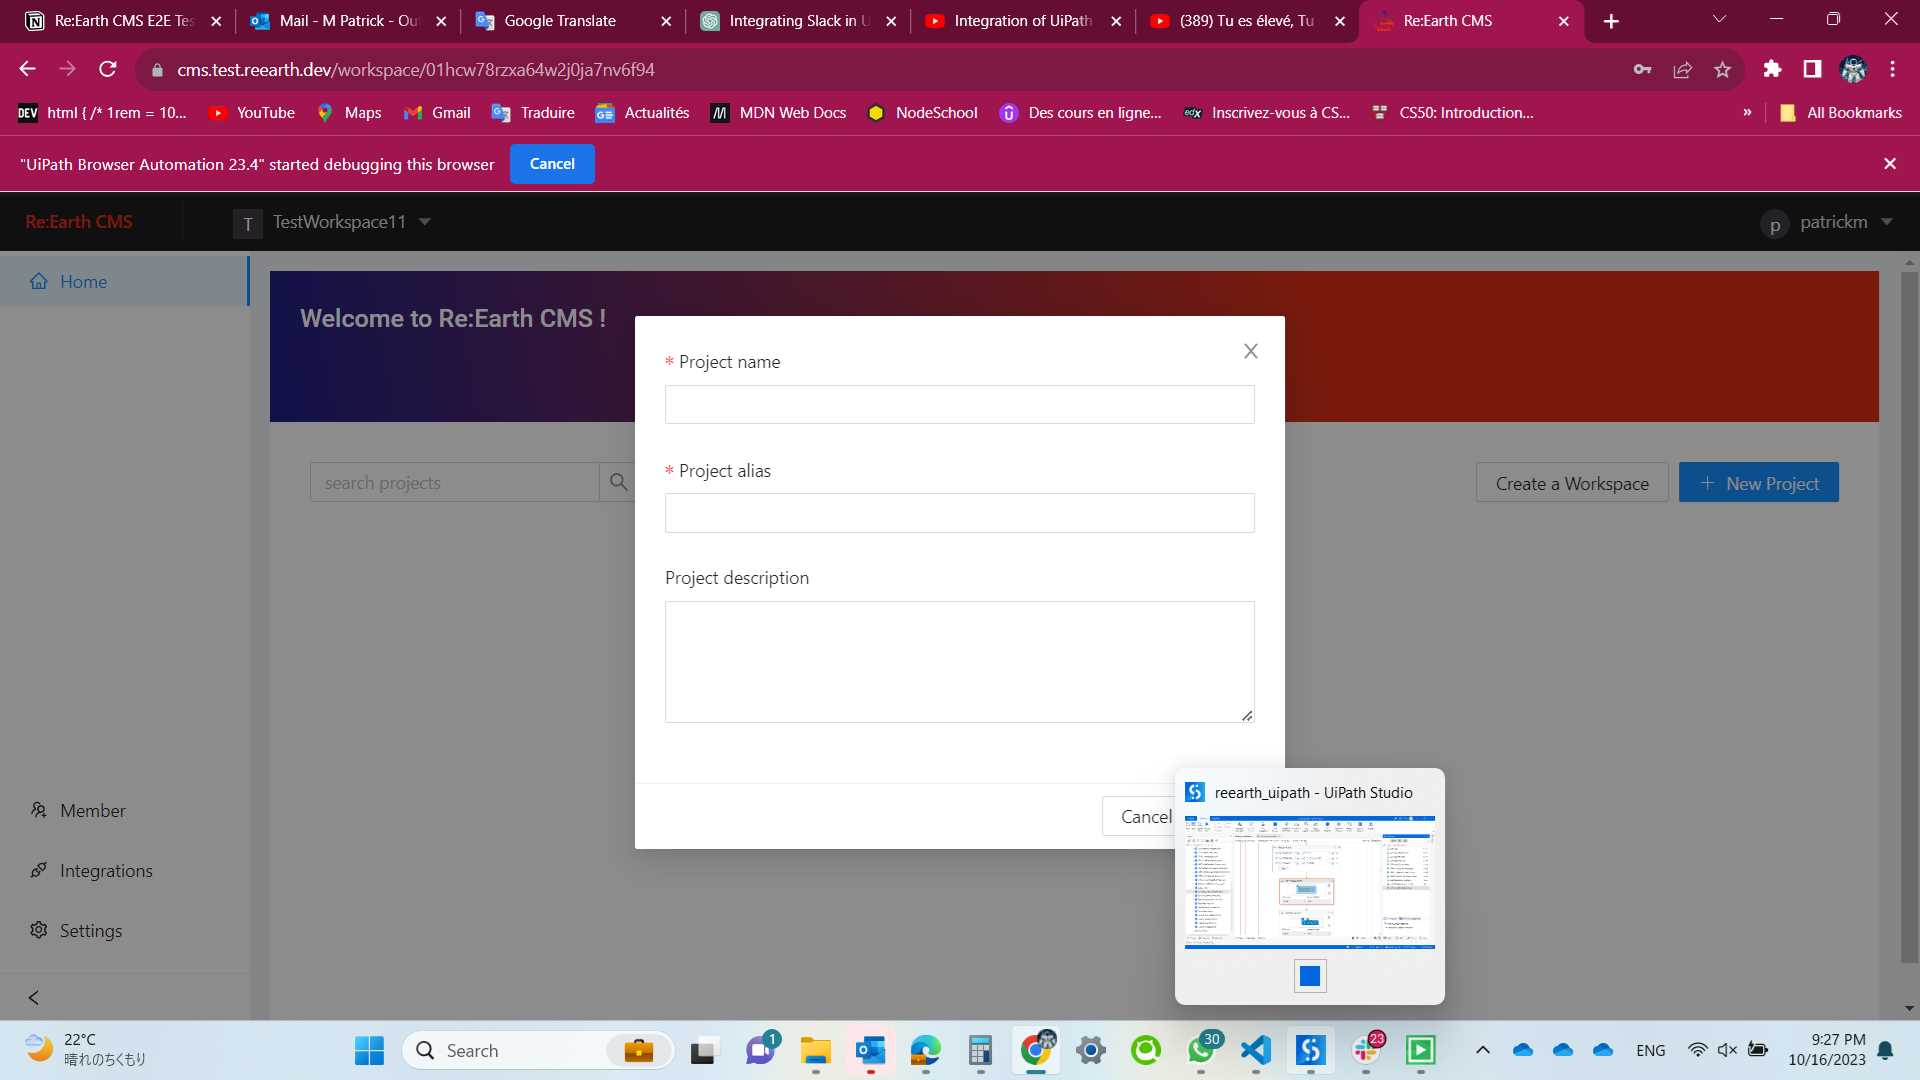 Re:Earth CMS E2E Tes
Mail - M Patrick - Out
Google Translate
Integrating Slack in U
Integration of UiPath
(389) Tu es élevé, Tu
Re:Earth CMS
cms.test.reearth.dev/workspace/01hcw78rzxa64w2j0ja7nv6f94
DEV html { /* 1rem = 10...
YouTube
Maps
Gmail
Traduire
Actualités
MDN Web Docs
NodeSchool
Des cours en ligne...
edX Inscrivez-vous à CS...
CS50: Introduction...
»
All Bookmarks
"UiPath Browser Automation 23.4" started debugging this browser
Cancel
Re:Earth CMS
T TestWorkspace11
p patrickm
Home
Welcome to Re:Earth CMS !
* Project name
* Project alias
search projects
Create a Workspace
+ New Project
Project description
Cancel
reearth_uipath - UiPath Studio
Member
Integrations
Settings
22°C
晴れのちくもり
Search
1
30
23
ENG
9:27 PM
10/16/2023